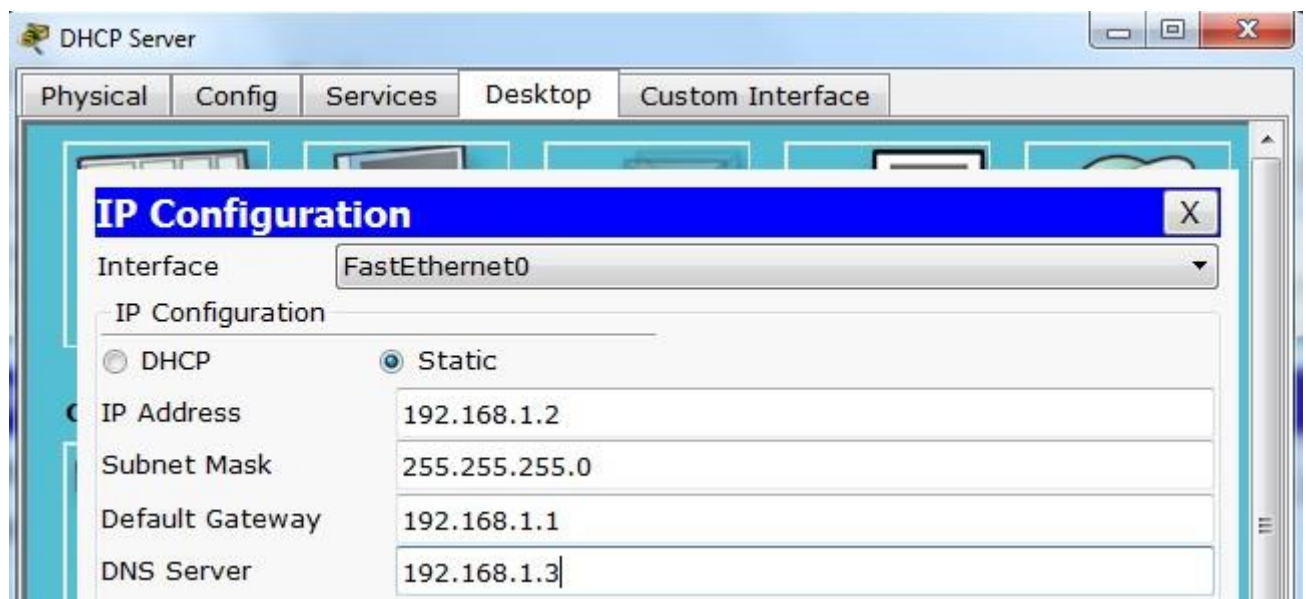 DHCP Server
Physical Config Services Desktop Custom Interface
IP Configuration X
Interface FastEthernet0
IP Configuration
DHCP Static
IP Address 192.168.1.2
Subnet Mask 255.255.255.0
Default Gateway 192.168.1.1
DNS Server 192.168.1.3